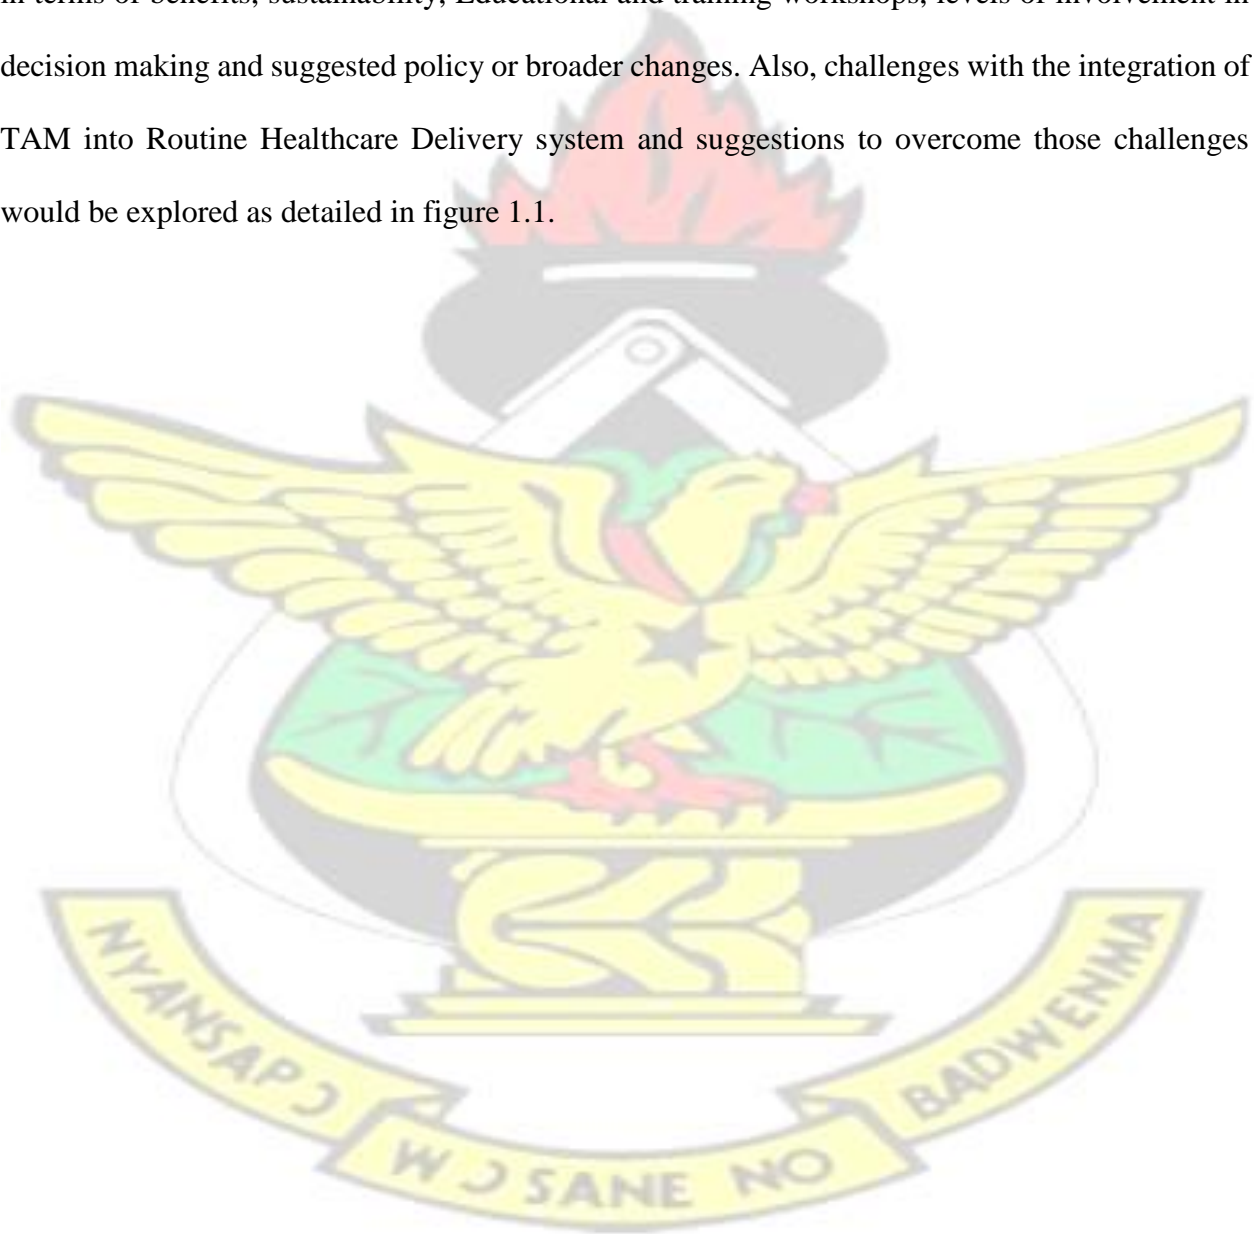 in terms of benefits, sustainability, Educational and training workshops, levels of involvement in
decision making and suggested policy or broader changes. Also, challenges with the integration of
TAM into Routine Healthcare Delivery system and suggestions to overcome those challenges
would be explored as detailed in figure 1.1.
NYANSAPƆ
WƆSANE NO
BADWENMA